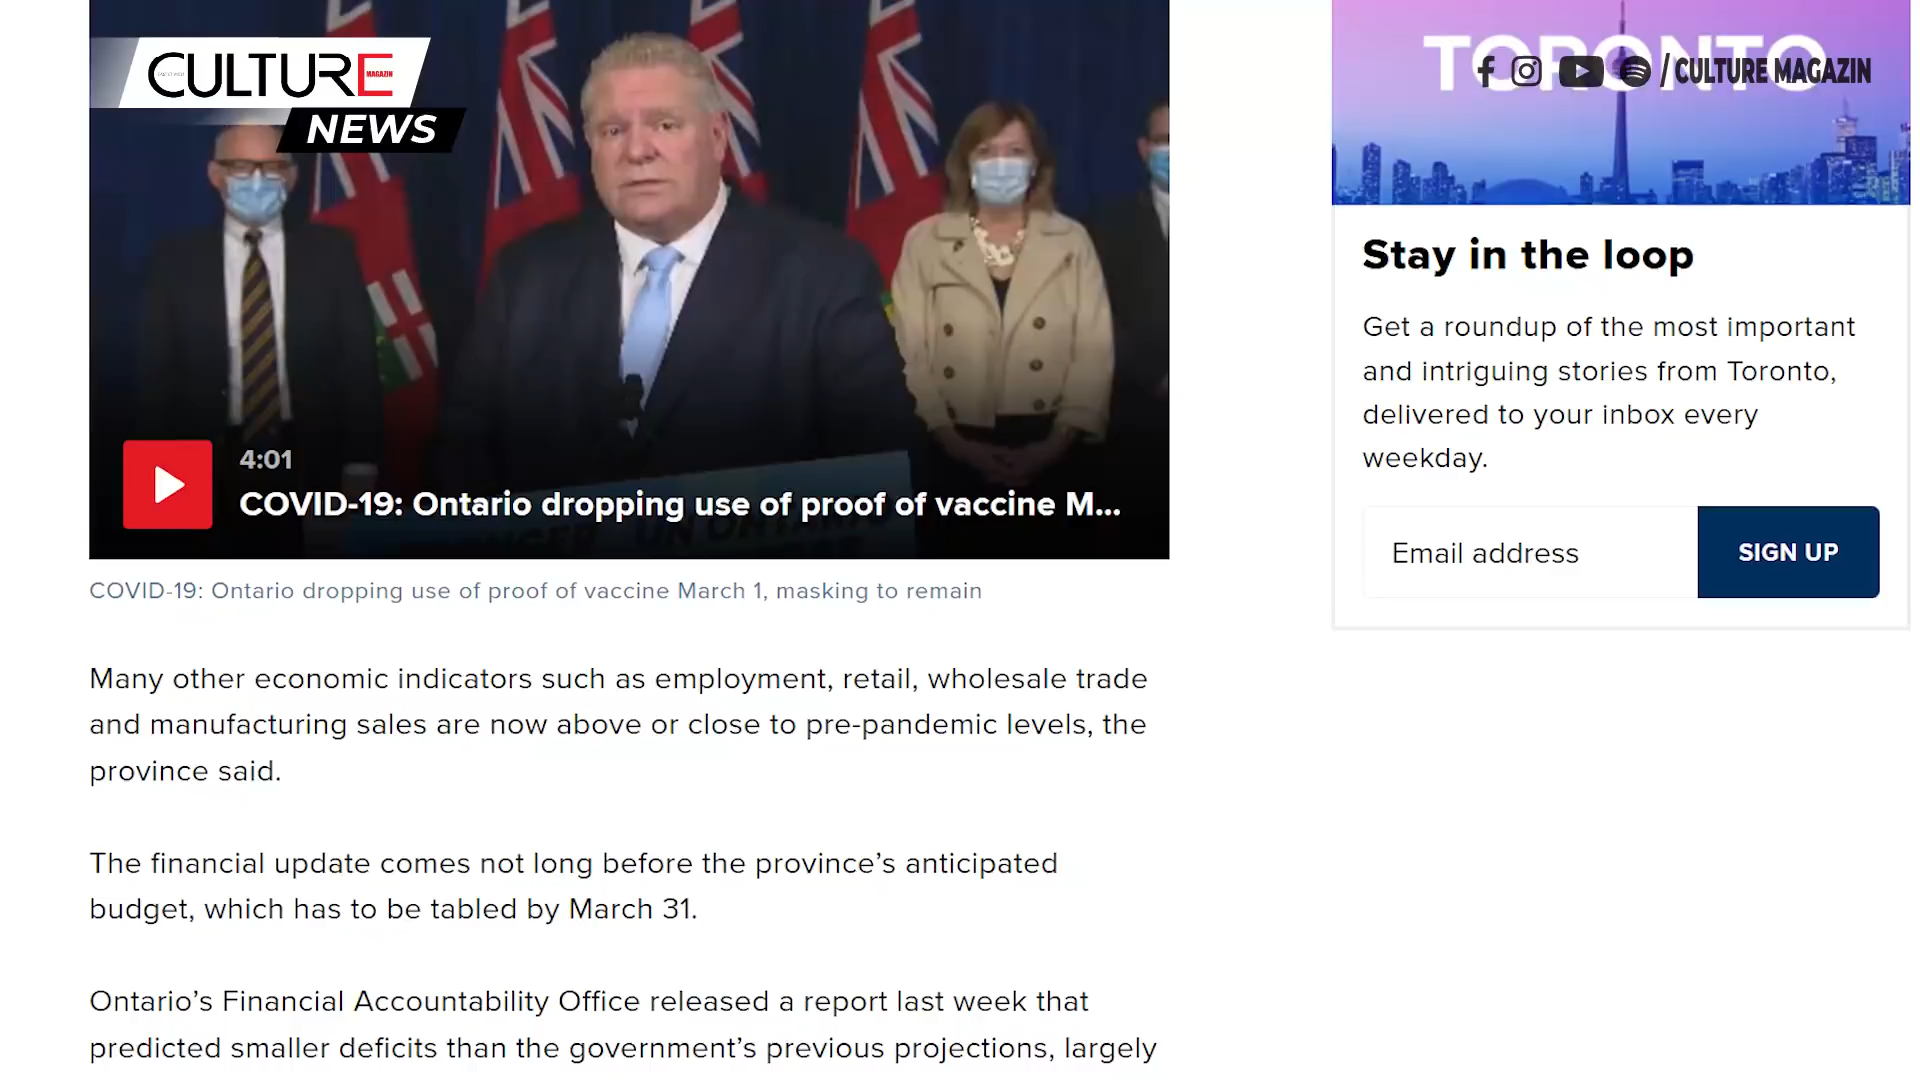 CULTURE
MAGAZIN
NEWS
TORONTO
/CULTURE MAGAZIN
4:01
COVID-19: Ontario dropping use of proof of vaccine M...
COVID-19: Ontario dropping use of proof of vaccine March 1, masking to remain
Many other economic indicators such as employment, retail, wholesale trade
and manufacturing sales are now above or close to pre-pandemic levels, the
province said.
The financial update comes not long before the province’s anticipated
budget, which has to be tabled by March 31.
Ontario’s Financial Accountability Office released a report last week that
predicted smaller deficits than the government’s previous projections, largely
Stay in the loop
Get a roundup of the most important
and intriguing stories from Toronto,
delivered to your inbox every
weekday.
Email address
SIGN UP